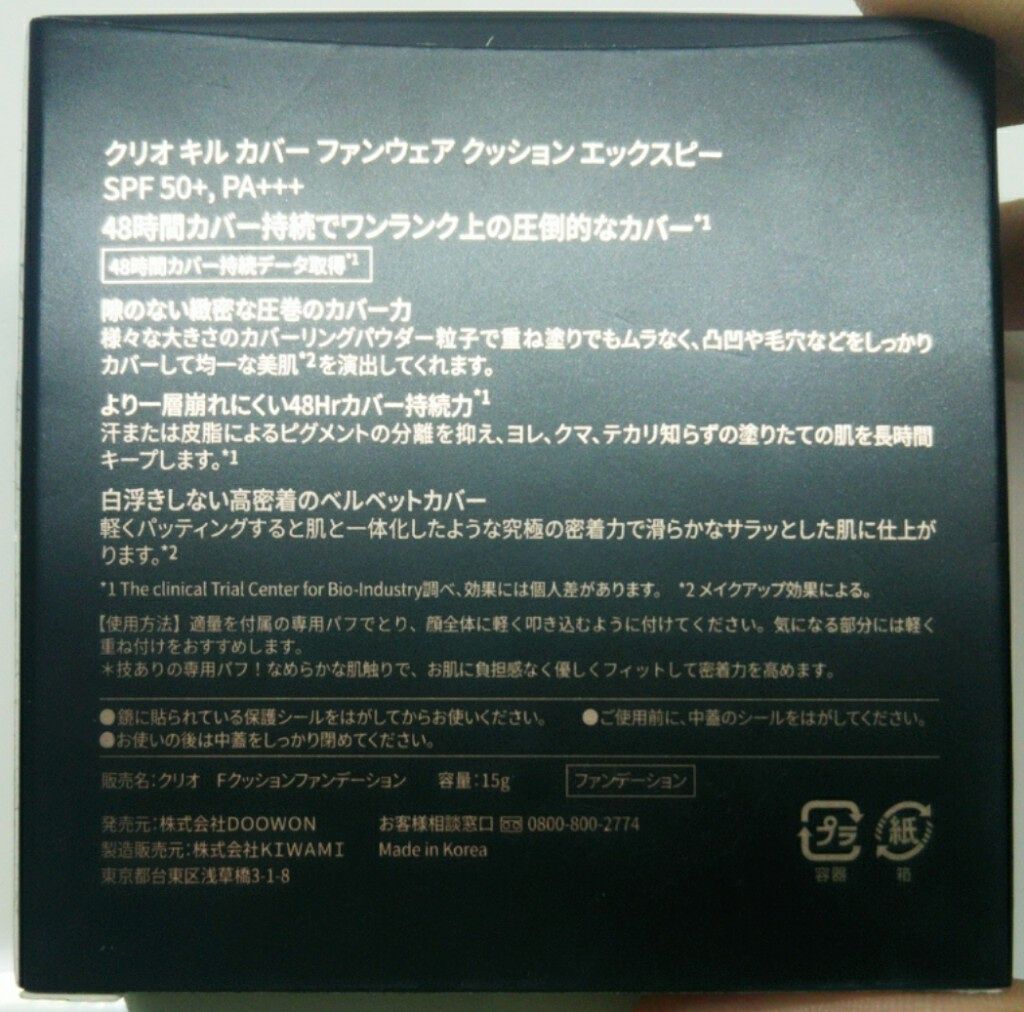 クリオ キル カバー ファンウェア クッション エックスピー
SPF 50+, PA+++
48時間カバー持続でワンランク上の圧倒的なカバー*1
48時間カバー持続データ取得*1
隙のない緻密な圧巻のカバー力
様々な大きさのカバーリングパウダー粒子で重ね塗りでもムラなく、凸凹や毛穴などをしっかり
カバーして均一な美肌*2を演出してくれます。
より一層崩れにくい48Hrカバー持続力*1
汗または皮脂によるピグメントの分離を抑え、ヨレ、クマ、テカリ知らずの塗りたての肌を長時間
キープします。*1
白浮きしない高密着のベルベットカバー
軽くパッティングすると肌と一体化したような究極の密着力で滑らかなサラッとした肌に仕上が
ります。*2
*1 The clinical Trial Center for Bio-Industry調べ、効果には個人差があります。 *2 メイクアップ効果による。
【使用方法】適量を付属の専用パフでとり、顔全体に軽く叩き込むように付けてください。気になる部分には軽く
重ね付けをおすすめします。
＊技ありの専用パフ！なめらかな肌触りで、お肌に負担感なく優しくフィットして密着力を高めます。
●鏡に貼られている保護シールをはがしてからお使いください。 ●ご使用前に、中蓋のシールをはがしてください。
●お使いの後は中蓋をしっかり閉めてください。
販売名：クリオ Fクッションファンデーション 容量：15g ファンデーション
発売元：株式会社DOOWON お客様相談窓口 0800-800-2774
製造販売元：株式会社KIWAMI Made in Korea
東京都台東区浅草橋3-1-8
プラ 紙
容器 箱